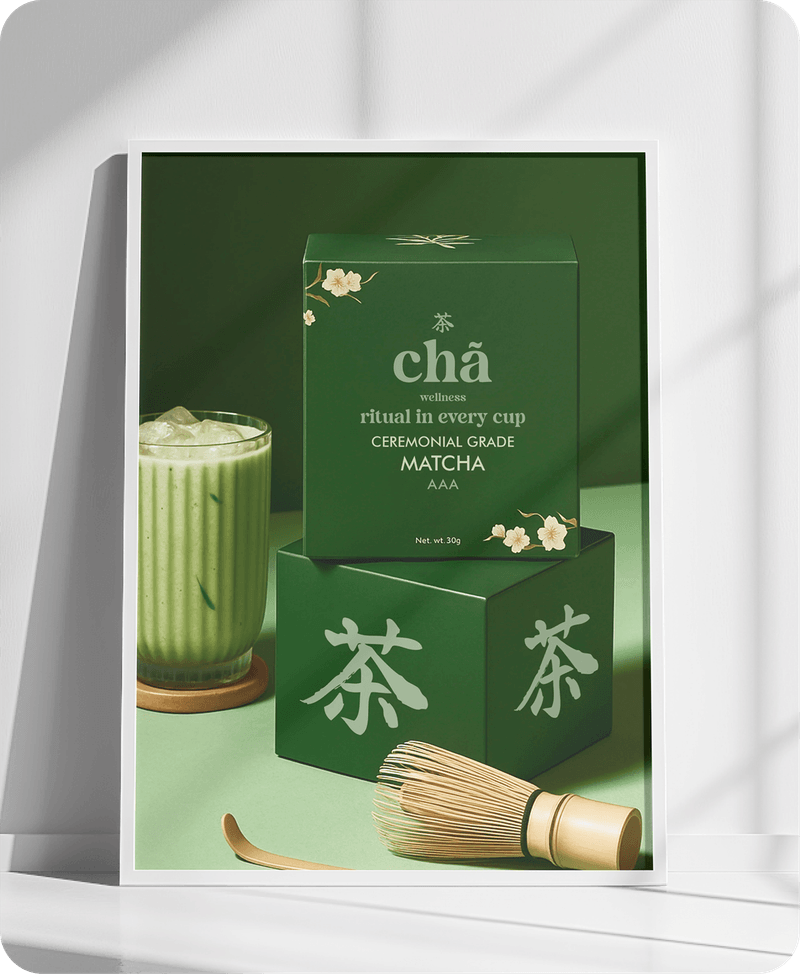 茶
chã
wellness
ritual in every cup
CEREMONIAL GRADE
MATCHA
AAA
Net. wt. 30g
茶
茶